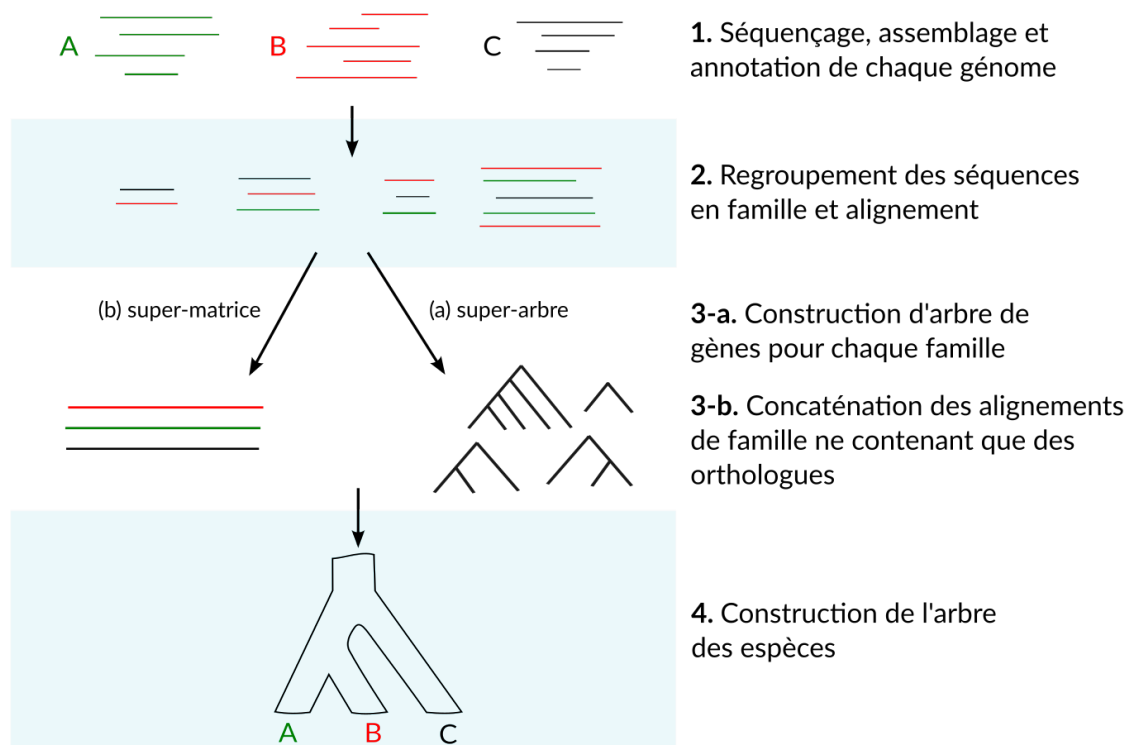 A
B
C
1. Séquençage, assemblage et
annotation de chaque génome
2. Regroupement des séquences
en famille et alignement
(b) super-matrice
(a) super-arbre
3-a. Construction d'arbre de
gènes pour chaque famille
3-b. Concaténation des alignements
de famille ne contenant que des
orthologues
4. Construction de l'arbre
des espèces
A
B
C